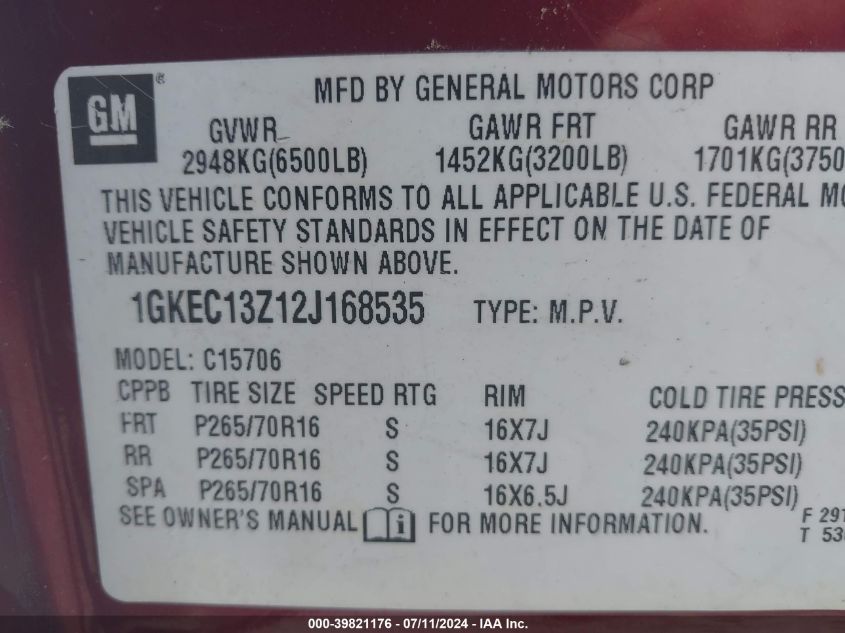 GM ®
MFD BY GENERAL MOTORS CORP
GVWR GAWR FRT GAWR RR
2948KG(6500LB) 1452KG(3200LB) 1701KG(3750
THIS VEHICLE CONFORMS TO ALL APPLICABLE U.S. FEDERAL MO
VEHICLE SAFETY STANDARDS IN EFFECT ON THE DATE OF
MANUFACTURE SHOWN ABOVE.
1GKEC13Z12J168535 TYPE: M.P.V.
MODEL: C15706
CPPB TIRE SIZE SPEED RTG RIM COLD TIRE PRESS
FRT P265/70R16 S 16X7J 240KPA(35PSI)
RR P265/70R16 S 16X7J 240KPA(35PSI)
SPA P265/70R16 S 16X6.5J 240KPA(35PSI)
SEE OWNER'S MANUAL i FOR MORE INFORMATION.
F 291
T 53
000-39821176 - 07/11/2024 - IAA Inc.